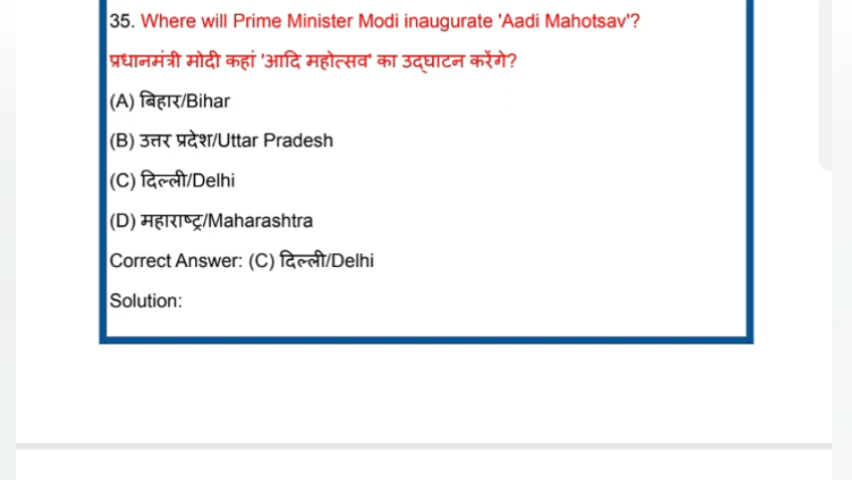 35. Where will Prime Minister Modi inaugurate 'Aadi Mahotsav'?
प्रधानमंत्री मोदी कहां 'आदि महोत्सव' का उद्घाटन करेंगे?
(A) बिहार/Bihar
(B) उत्तर प्रदेश/Uttar Pradesh
(C) दिल्ली/Delhi
(D) महाराष्ट्र/Maharashtra
Correct Answer: (C) दिल्ली/Delhi
Solution: